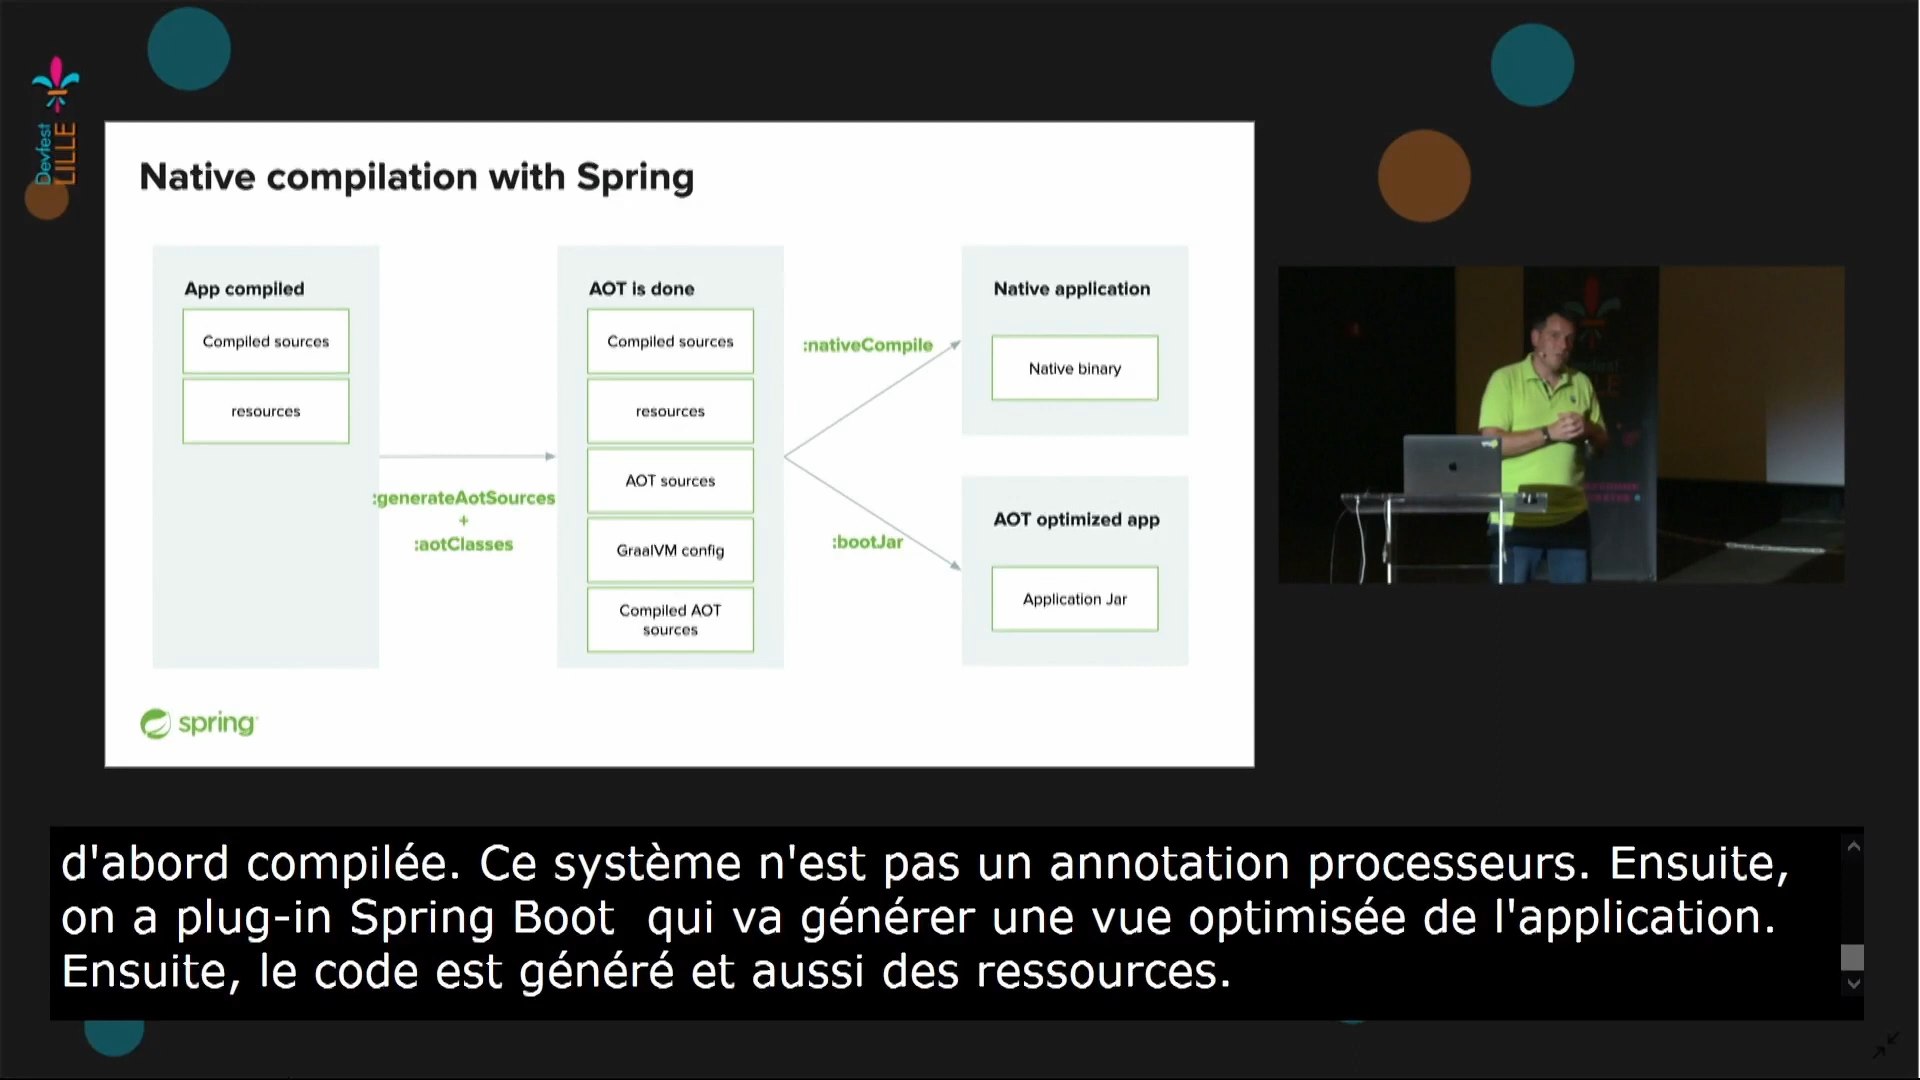 Devfest
LILLE
Native compilation with Spring
App compiled
Compiled sources
resources
:generateAotSources
+
:aotClasses
AOT is done
Compiled sources
resources
AOT sources
GraalVM config
Compiled AOT
sources
:nativeCompile
:bootJar
Native application
Native binary
AOT optimized app
Application Jar
spring
d'abord compilée. Ce système n'est pas un annotation processeurs. Ensuite,
on a plug-in Spring Boot  qui va générer une vue optimisée de l'application.
Ensuite, le code est généré et aussi des ressources.